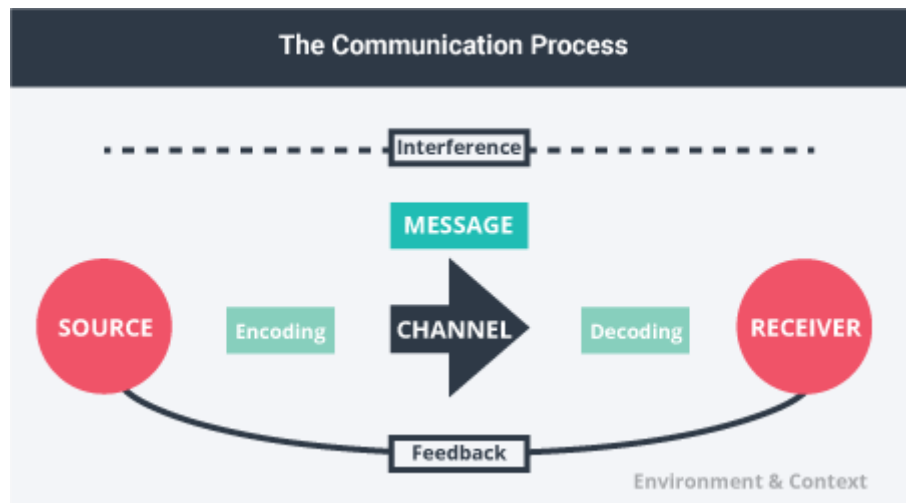 The Communication Process
Interference
MESSAGE
SOURCE
Encoding
CHANNEL
Decoding
RECEIVER
Feedback
Environment & Context